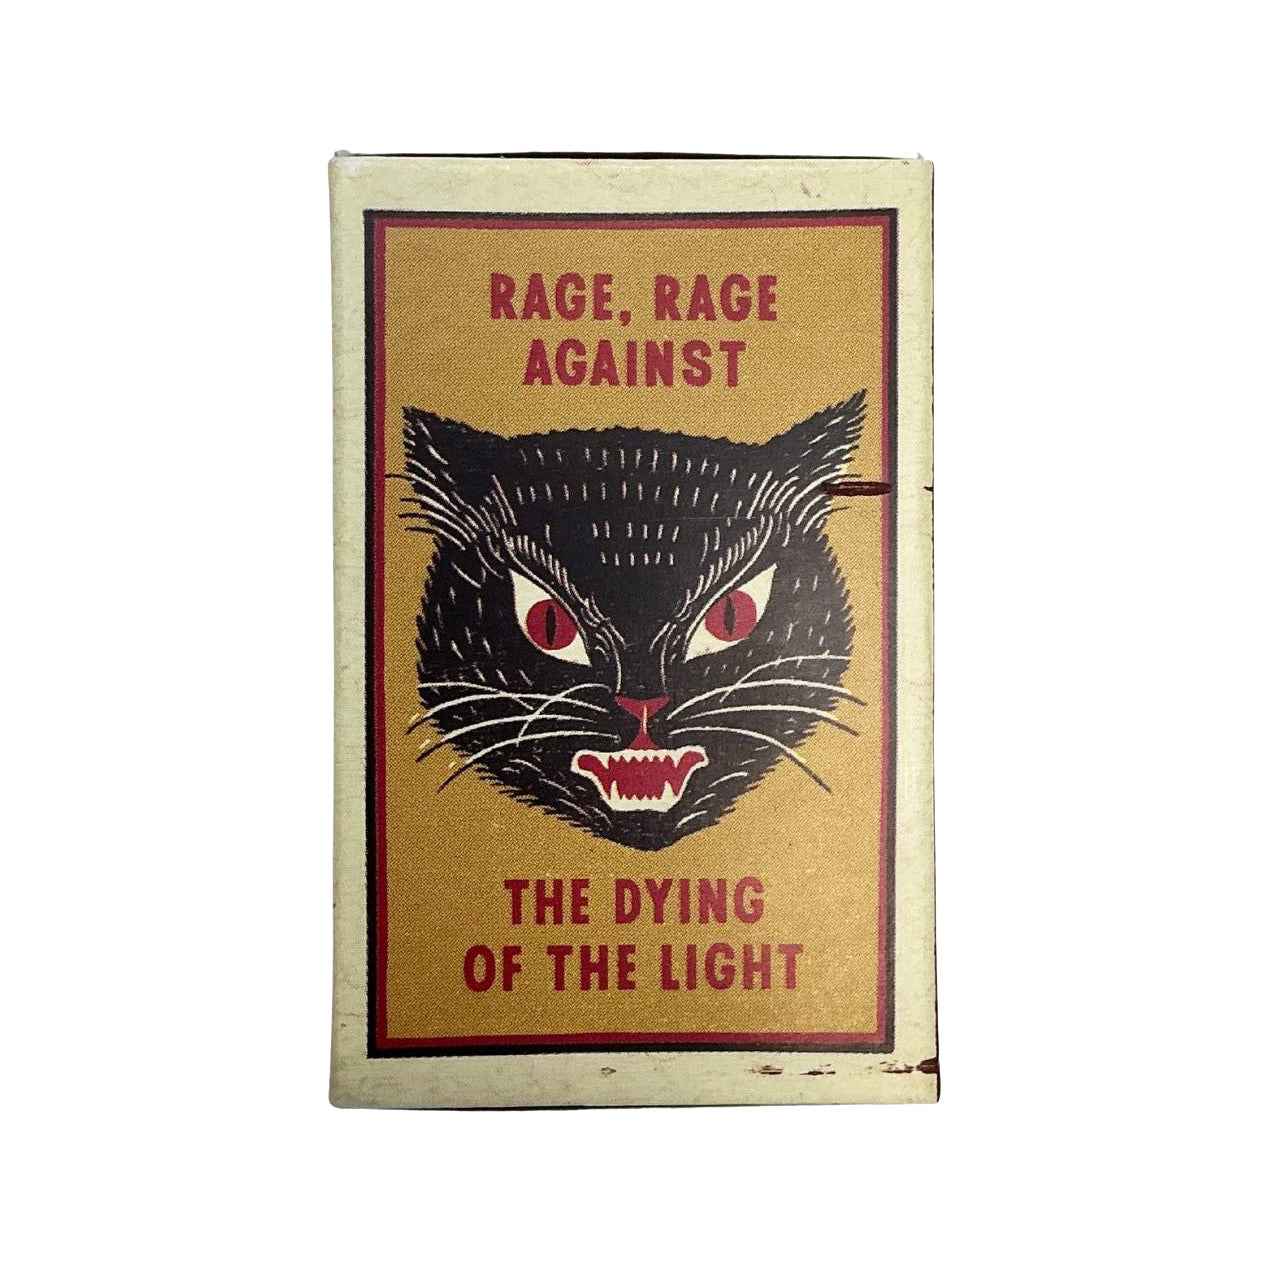 RAGE, RAGE
AGAINST
THE DYING
OF THE LIGHT